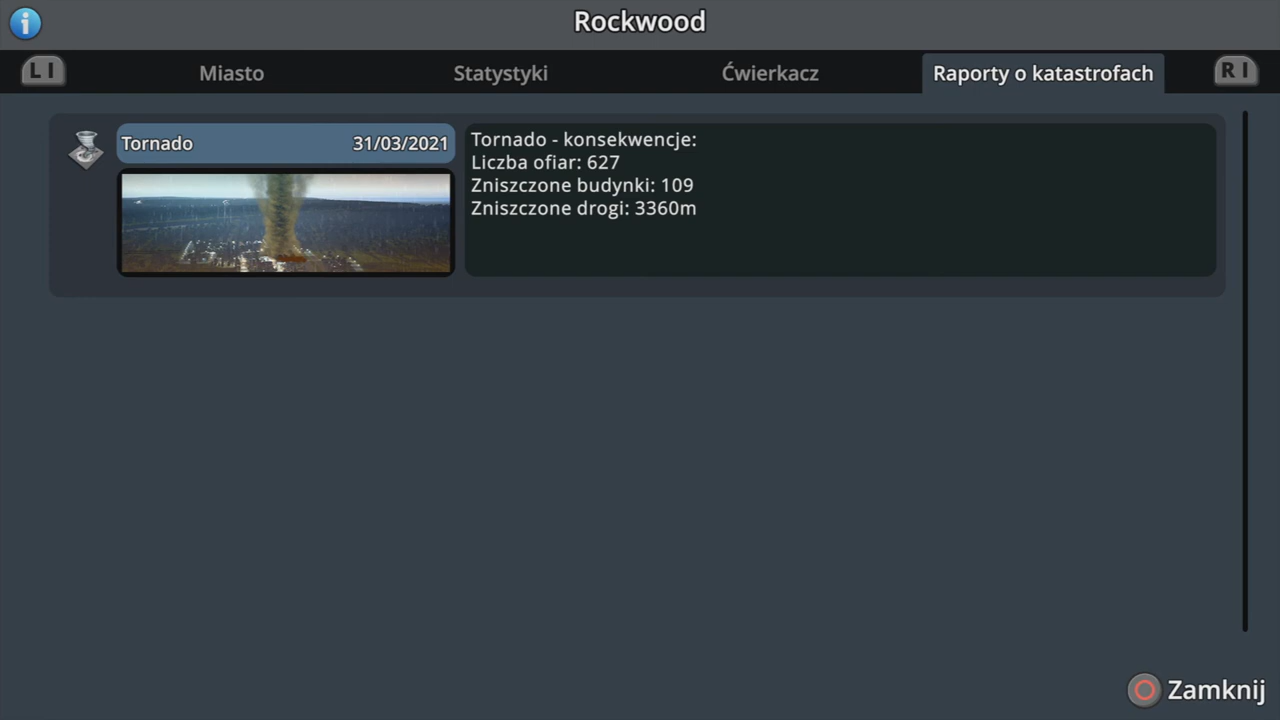 Rockwood
L1 Miasto Statystyki Ćwierkacz Raporty o katastrofach R1
Tornado 31/03/2021
Tornado - konsekwencje:
Liczba ofiar: 627
Zniszczone budynki: 109
Zniszczone drogi: 3360m
Zamknij